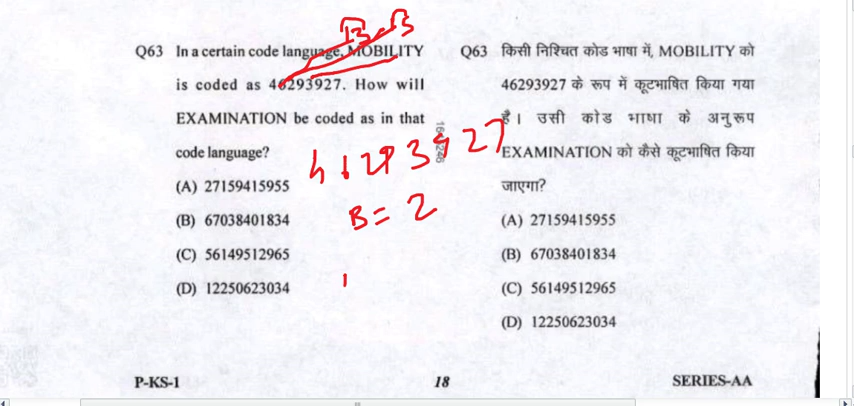 Q63 In a certain code language, MOBILITY
is coded as 46293927. How will
EXAMINATION be coded as in that
code language?
(A) 27159415955
(B) 67038401834
(C) 56149512965
(D) 12250623034
46293927
B = 2
Q63 किसी निश्चित कोड भाषा में, MOBILITY को
46293927 के रूप में कूटभाषित किया गया
है। उसी कोड भाषा के अनुरूप
EXAMINATION को कैसे कूटभाषित किया
जाएगा?
(A) 27159415955
(B) 67038401834
(C) 56149512965
(D) 12250623034
P-KS-1
18
SERIES-AA